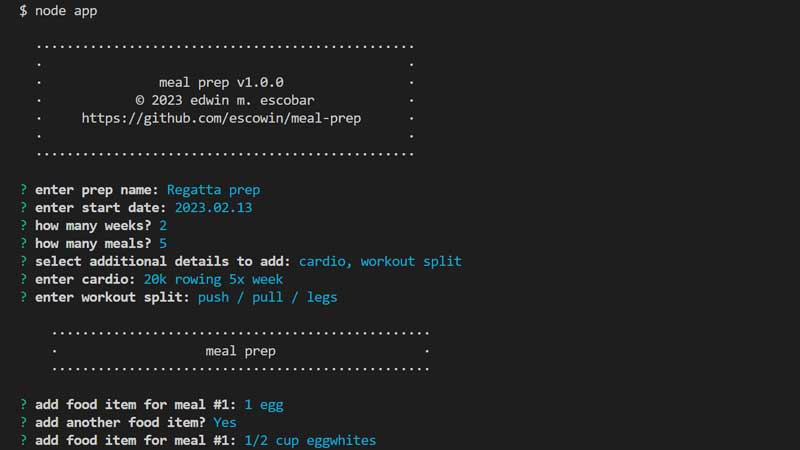 $ node app
meal prep v1.0.0
© 2023 edwin m. escobar
https://github.com/escowin/meal-prep
? enter prep name: Regatta prep
? enter start date: 2023.02.13
? how many weeks? 2
? how many meals? 5
? select additional details to add: cardio, workout split
? enter cardio: 20k rowing 5x week
? enter workout split: push / pull / legs
meal prep
? add food item for meal #1: 1 egg
? add another food item? Yes
? add food item for meal #1: 1/2 cup eggwhites